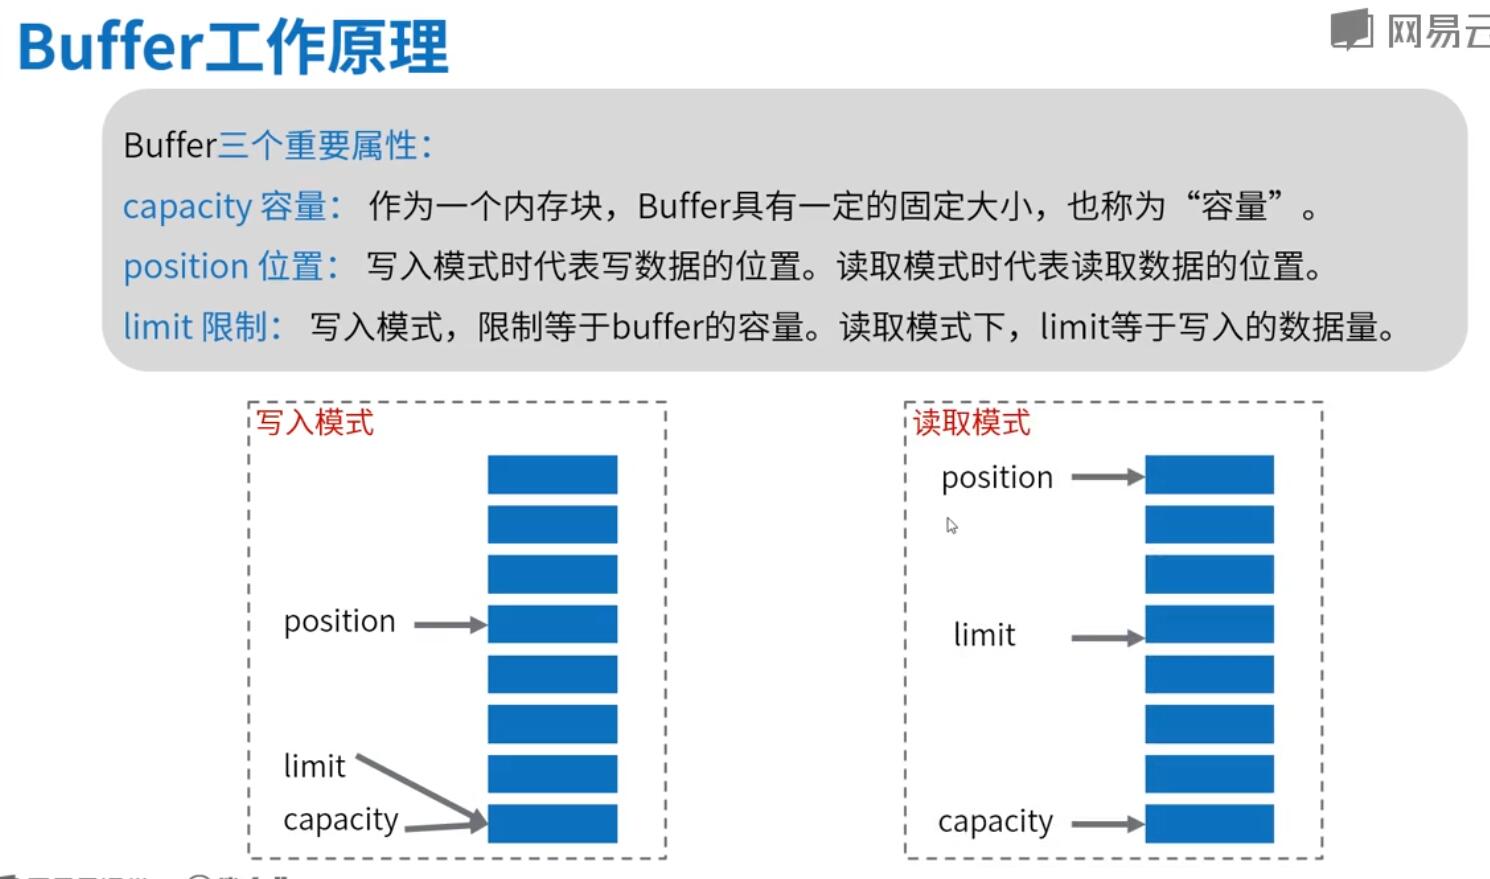 Buffer工作原理
网易云
Buffer三个重要属性：
capacity 容量： 作为一个内存块，Buffer具有一定的固定大小，也称为“容量”。
position 位置： 写入模式时代表写数据的位置。读取模式时代表读取数据的位置。
limit 限制： 写入模式，限制等于buffer的容量。读取模式下，limit等于写入的数据量。
写入模式
position
limit
capacity
读取模式
position
limit
capacity